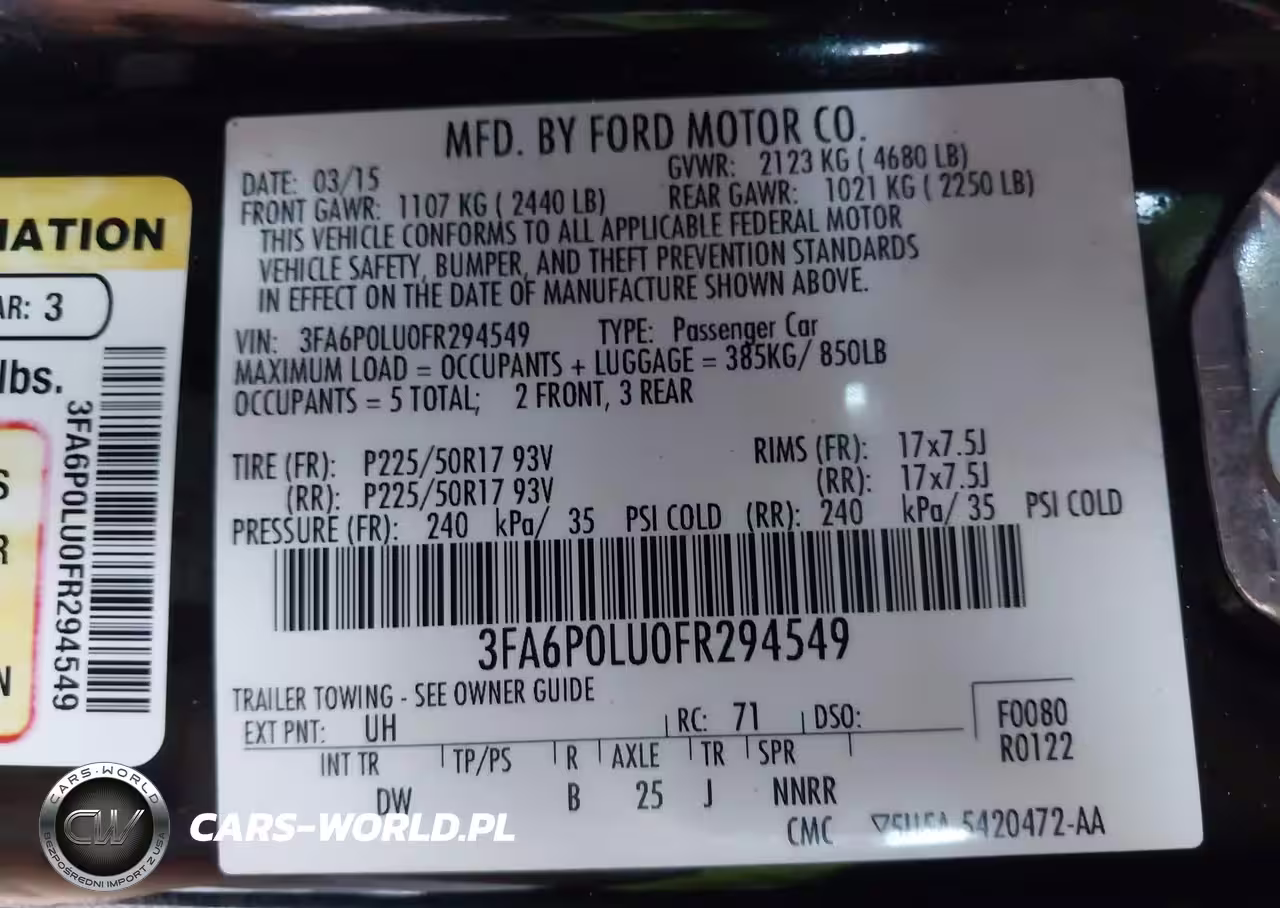 MFD. BY FORD MOTOR CO.
DATE: 03/15 GVWR: 2123 KG ( 4680 LB)
FRONT GAWR: 1107 KG ( 2440 LB) REAR GAWR: 1021 KG ( 2250 LB)
THIS VEHICLE CONFORMS TO ALL APPLICABLE FEDERAL MOTOR
VEHICLE SAFETY, BUMPER, AND THEFT PREVENTION STANDARDS
IN EFFECT ON THE DATE OF MANUFACTURE SHOWN ABOVE.
VIN: 3FA6P0LU0FR294549 TYPE: Passenger Car
MAXIMUM LOAD = OCCUPANTS + LUGGAGE = 385KG/ 850LB
OCCUPANTS = 5 TOTAL; 2 FRONT, 3 REAR
TIRE (FR): P225/50R17 93V RIMS (FR): 17x7.5J
(RR): P225/50R17 93V (RR): 17x7.5J
PRESSURE (FR): 240 kPa/ 35 PSI COLD (RR): 240 kPa/ 35 PSI COLD
3FA6P0LU0FR294549
TRAILER TOWING - SEE OWNER GUIDE
EXT PNT: UH RC: 71 DSO: F0080
R0122
INT TR TP/PS R AXLE TR SPR
DW B 25 J NNRR
CMC 5420472-AA
IATION
AR: 3
lbs.
3FA6P0LU0FR294549
S
R
N
CARS-WORLD
CW
BEZPOŚREDNI IMPORT Z USA
CARS-WORLD.PL